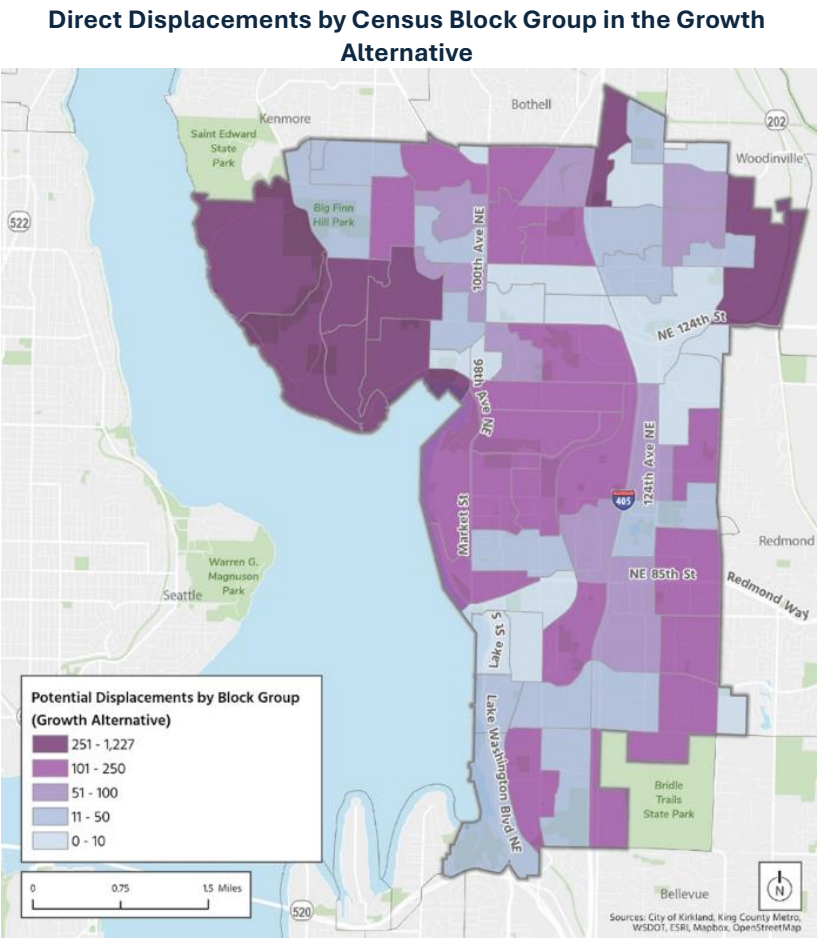 Direct Displacements by Census Block Group in the Growth
Alternative
Kenmore
Bothell
202
Saint Edward
State
Park
Woodinville
522
Big Finn
Hill Park
100th Ave NE
NE 124th St
98th Ave NE
124th Ave NE
405
Market St
Redmond
Warren G.
Magnuson
Park
NE 85th St
Redmond Way
Seattle
Lake St S
Potential Displacements by Block Group
(Growth Alternative)
251 - 1,227
101 - 250
51 - 100
11 - 50
0 - 10
Lake Washington Blvd NE
Bridle
Trails
State Park
0 0.75 1.5 Miles
520
N
Bellevue
Sources: City of Kirkland, King County Metro,
WSDOT, ESRI, Mapbox, OpenStreetMap